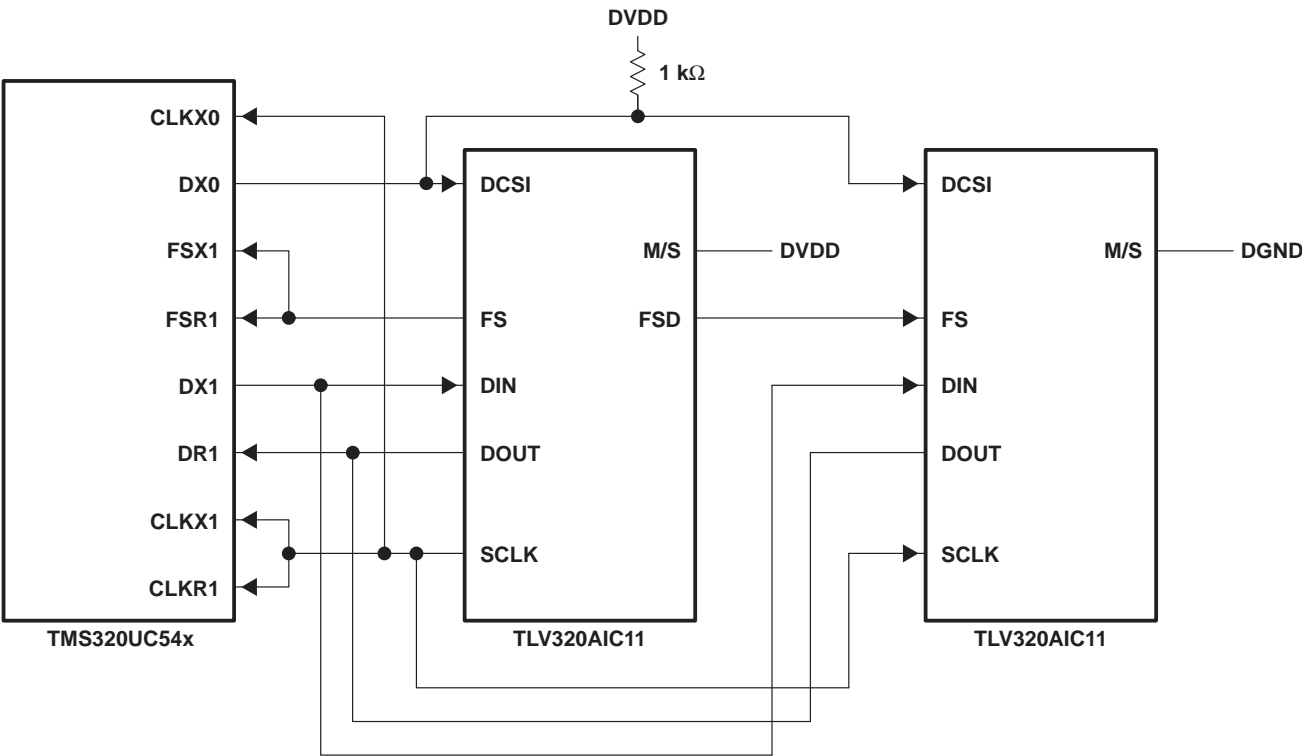 DVDD
1 kΩ
CLKX0
DX0
FSX1
FSR1
DX1
DR1
CLKX1
CLKR1
TMS320UC54x
DCSI
M/S
DVDD
FS
FSD
DIN
DOUT
SCLK
TLV320AIC11
DCSI
M/S
DGND
FS
DIN
DOUT
SCLK
TLV320AIC11